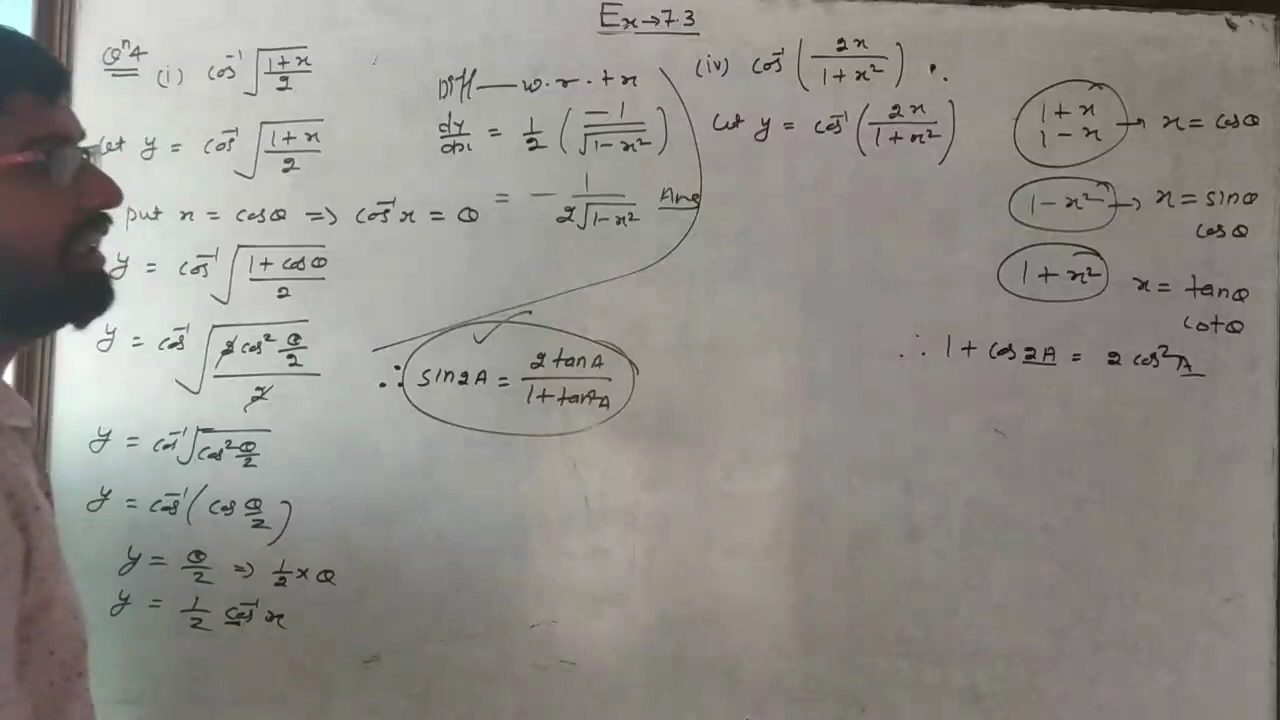 Ex→7.3
Qⁿ4 (i) cos⁻¹ √((1+x)/2)
Let y = cos⁻¹ √((1+x)/2)
put x = cosθ ⇒ cos⁻¹x = θ
y = cos⁻¹ √((1+cosθ)/2)
y = cos⁻¹ √((2cos² θ/2)/2)
y = cos⁻¹ √(cos² θ/2)
y = cos⁻¹ (cos θ/2)
y = θ/2 ⇒ 1/2 × θ
y = 1/2 cos⁻¹ x
Diff — w.r.t x
dy/dx = 1/2 (−1/√(1−x²))
= − 1/(2√(1−x²)) Ans
∴ sin2A = 2tanA/(1+tan²A)
(iv) cos⁻¹ (2x/(1+x²))
Let y = cos⁻¹ (2x/(1+x²))
1+x
1−x → x = cosθ
1−x² → x = sinθ
cosθ
1+x² x = tanθ
cotθ
∴ 1 + cos2A = 2cos²A